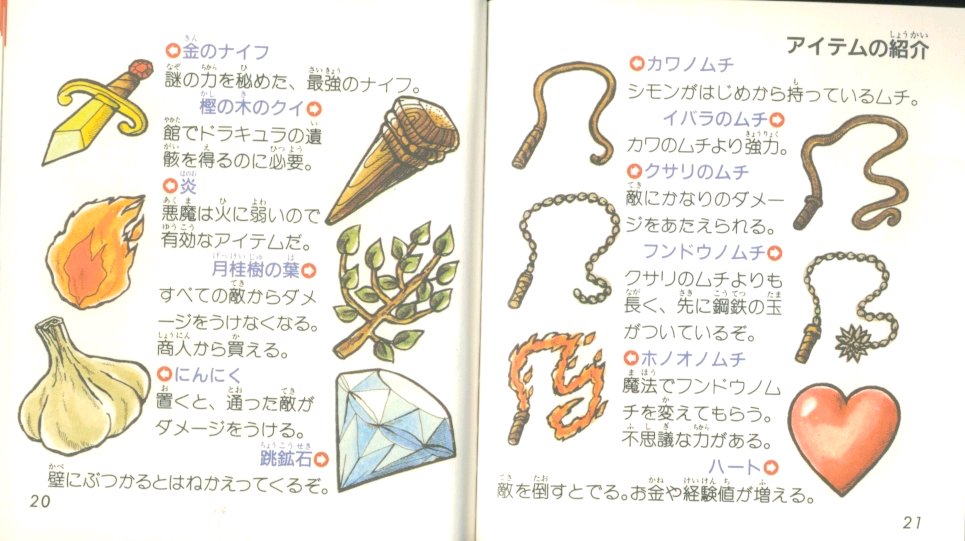 金のナイフ
謎の力を秘めた、最強のナイフ。
樫の木のクイ
館でドラキュラの遺
骸を得るのに必要。
炎
悪魔は火に弱いので
有効なアイテムだ。
月桂樹の葉
すべての敵からダメ
ージをうけなくなる。
商人から買える。
にんにく
置くと、通った敵が
ダメージをうける。
跳鉱石
壁にぶつかるとはねかえってくるぞ。
20
アイテムの紹介
カワノムチ
シモンがはじめから持っているムチ。
イバラのムチ
カワのムチより強力。
クサリのムチ
敵にかなりのダメー
ジをあたえられる。
フンドウノムチ
クサリのムチよりも
長く、先に鋼鉄の玉
がついているぞ。
ホノオノムチ
魔法でフンドウノム
チを変えてもらう。
不思議な力がある。
ハート
敵を倒すとでる。お金や経験値が増える。
21